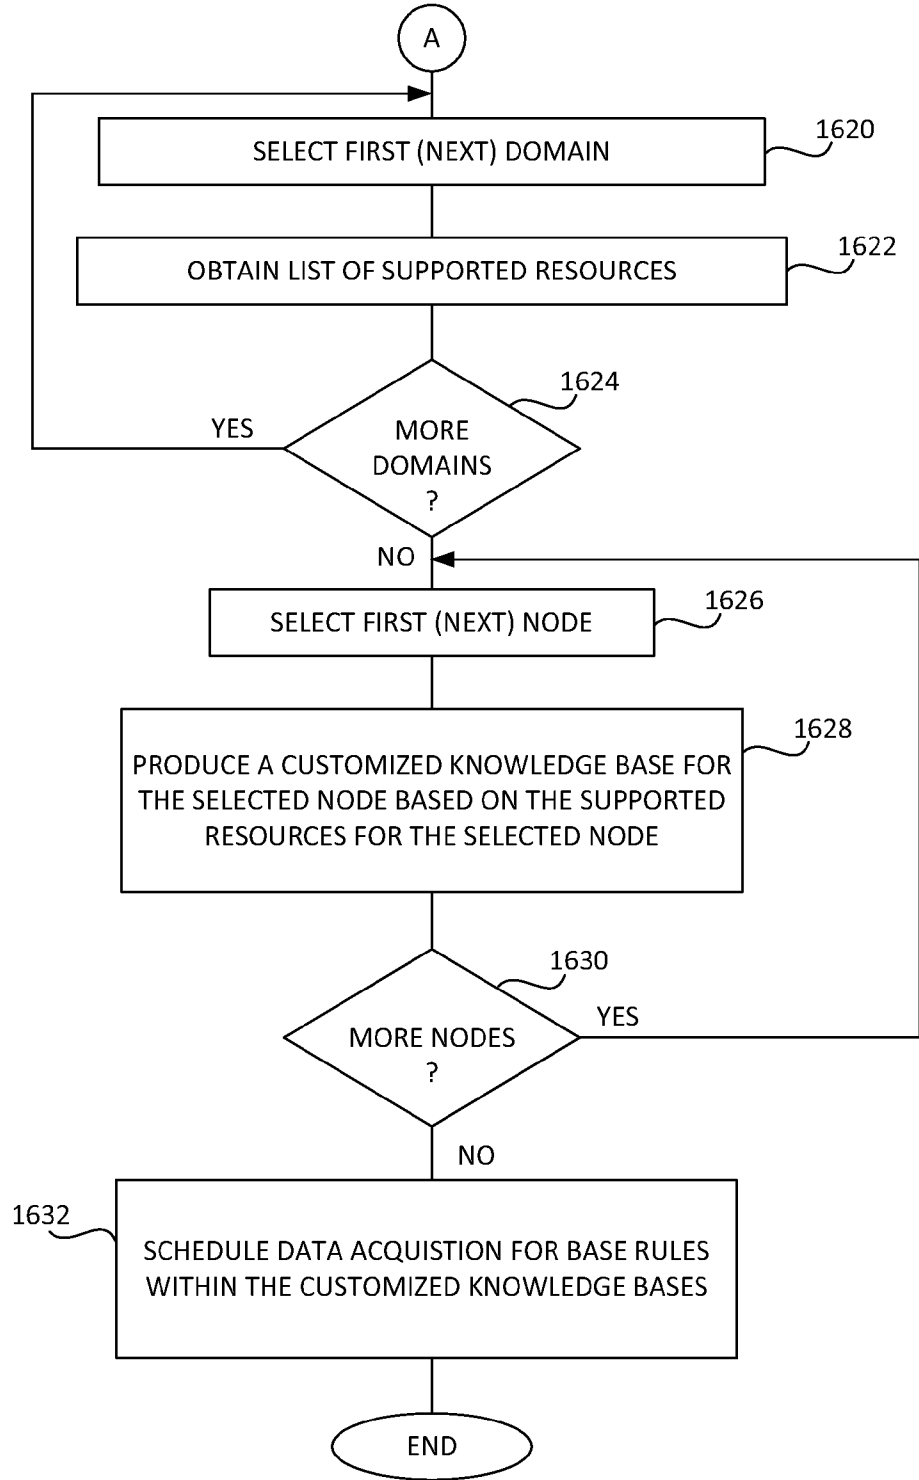 A
SELECT FIRST (NEXT) DOMAIN
1620
OBTAIN LIST OF SUPPORTED RESOURCES
1622
1624
YES
MORE
DOMAINS
?
NO
SELECT FIRST (NEXT) NODE
1626
PRODUCE A CUSTOMIZED KNOWLEDGE BASE FOR
THE SELECTED NODE BASED ON THE SUPPORTED
RESOURCES FOR THE SELECTED NODE
1628
1630
MORE NODES
?
YES
NO
1632
SCHEDULE DATA ACQUISTION FOR BASE RULES
WITHIN THE CUSTOMIZED KNOWLEDGE BASES
END